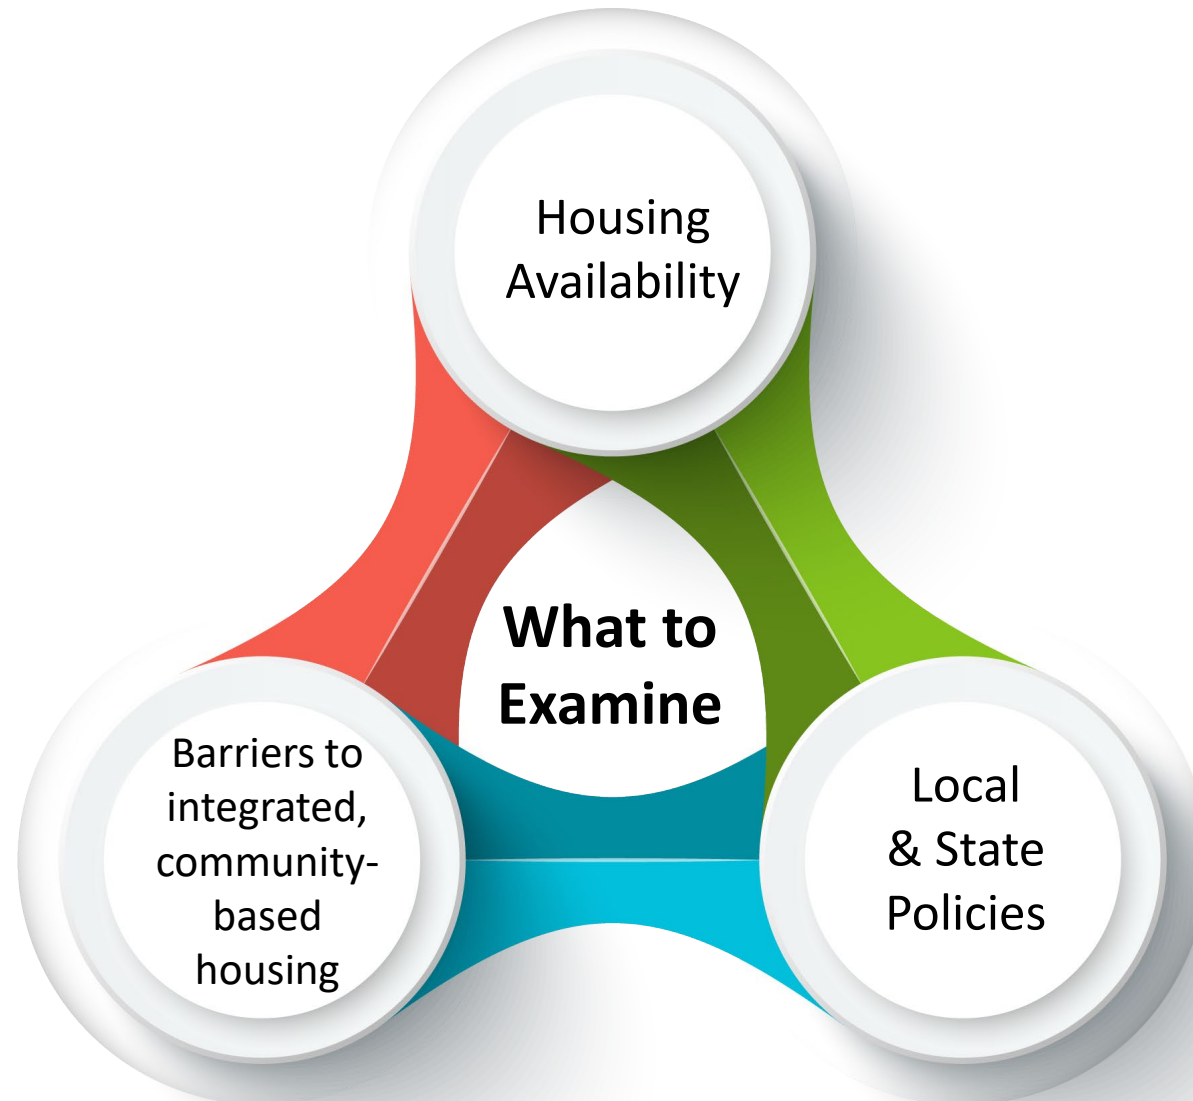 Housing
Availability
What to
Examine
Barriers to
integrated,
community-
based
housing
Local
& State
Policies